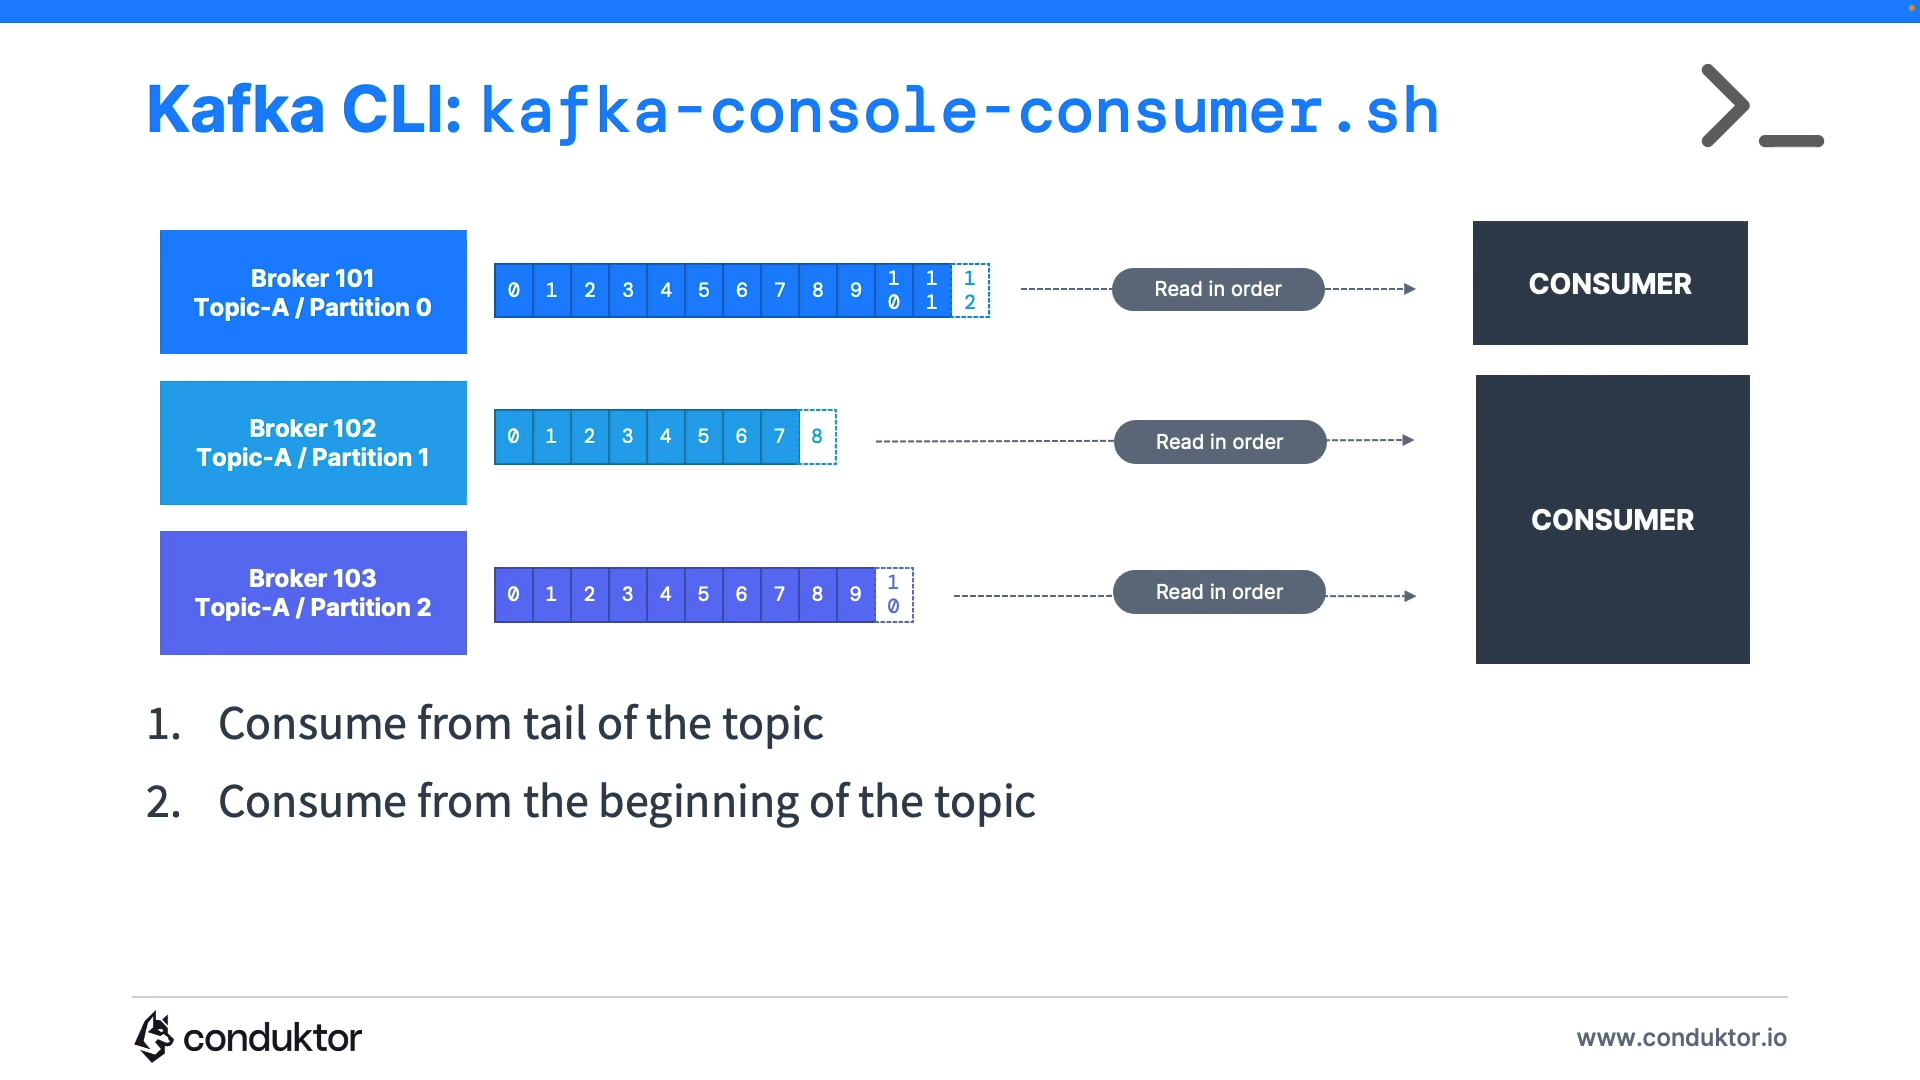 Kafka CLI: kafka-console-consumer.sh
Broker 101
Topic-A / Partition 0
0 1 2 3 4 5 6 7 8 9 10 11 12
Read in order
CONSUMER
Broker 102
Topic-A / Partition 1
0 1 2 3 4 5 6 7 8
Read in order
CONSUMER
Broker 103
Topic-A / Partition 2
0 1 2 3 4 5 6 7 8 9 10
Read in order
1. Consume from tail of the topic
2. Consume from the beginning of the topic
conduktor
www.conduktor.io